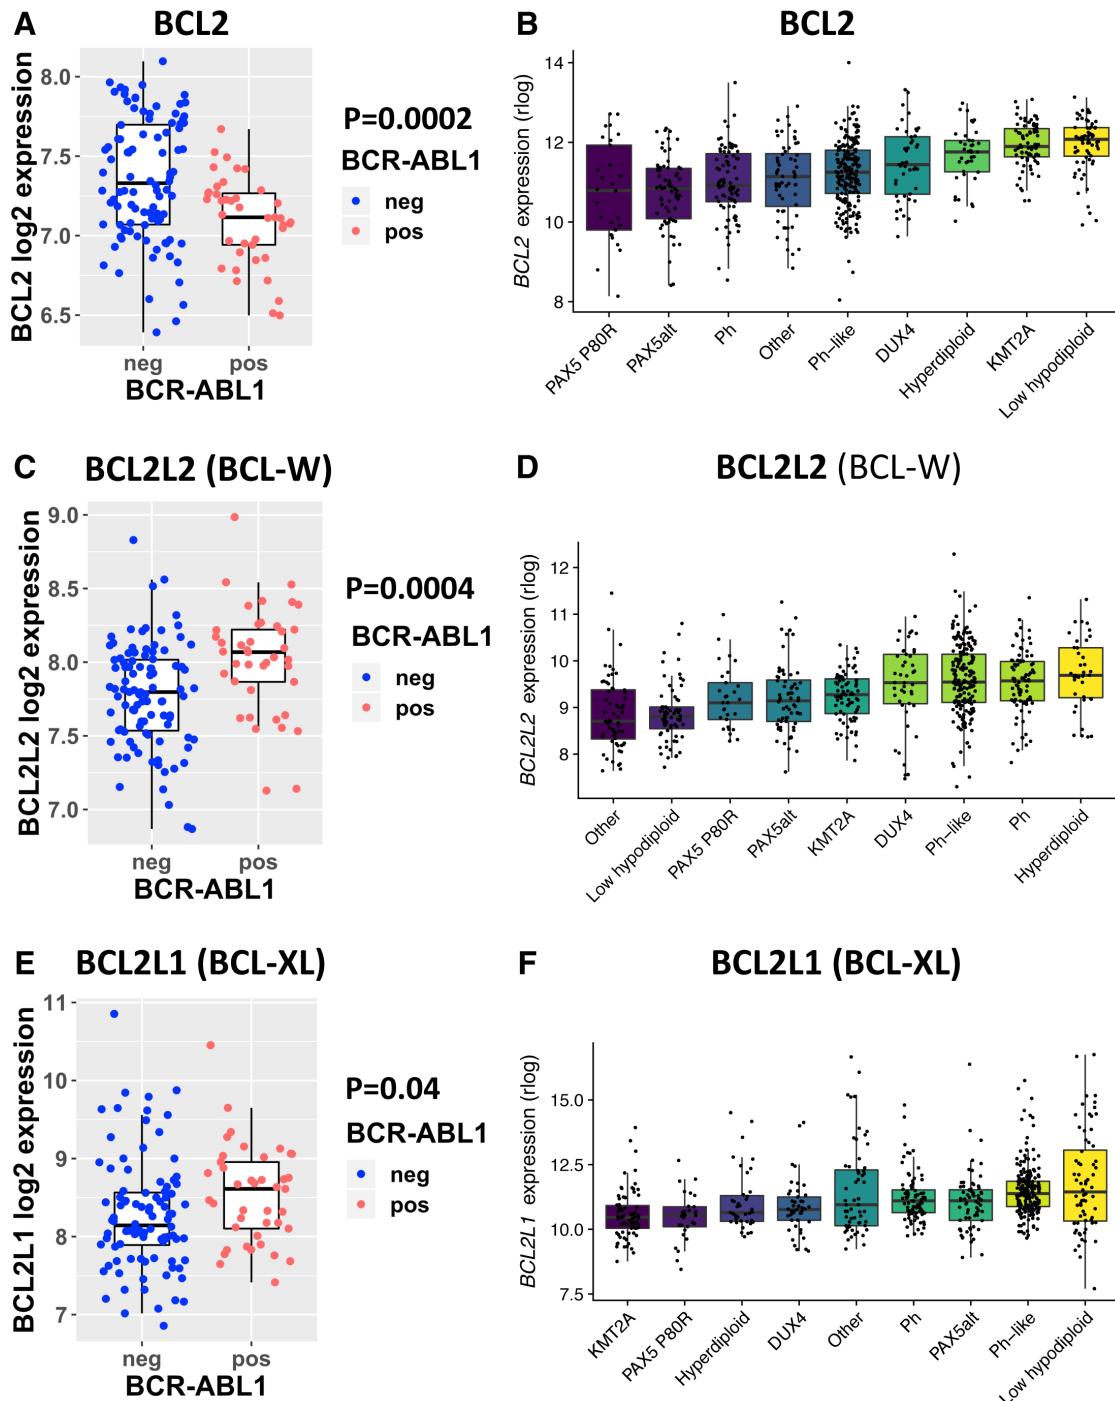 A
BCL2
BCL2 log2 expression
8.0
7.5
7.0
6.5
neg
pos
BCR-ABL1
P=0.0002
BCR-ABL1
neg
pos
B
BCL2
BCL2 expression (rlog)
14
12
10
8
PAX5 P80R
PAX5alt
Ph
Other
Ph-like
DUX4
Hyperdiploid
KMT2A
Low hypodiploid
C
BCL2L2 (BCL-W)
BCL2L2 log2 expression
9.0
8.5
8.0
7.5
7.0
neg
pos
BCR-ABL1
P=0.0004
BCR-ABL1
neg
pos
D
BCL2L2 (BCL-W)
BCL2L2 expression (rlog)
12
11
10
9
8
Other
Low hypodiploid
PAX5 P80R
PAX5alt
KMT2A
DUX4
Ph-like
Ph
Hyperdiploid
E
BCL2L1 (BCL-XL)
BCL2L1 log2 expression
11
10
9
8
7
neg
pos
BCR-ABL1
P=0.04
BCR-ABL1
neg
pos
F
BCL2L1 (BCL-XL)
BCL2L1 expression (rlog)
15.0
12.5
10.0
7.5
KMT2A
PAX5 P80R
Hyperdiploid
DUX4
Other
Ph
PAX5alt
Ph-like
Low hypodiploid